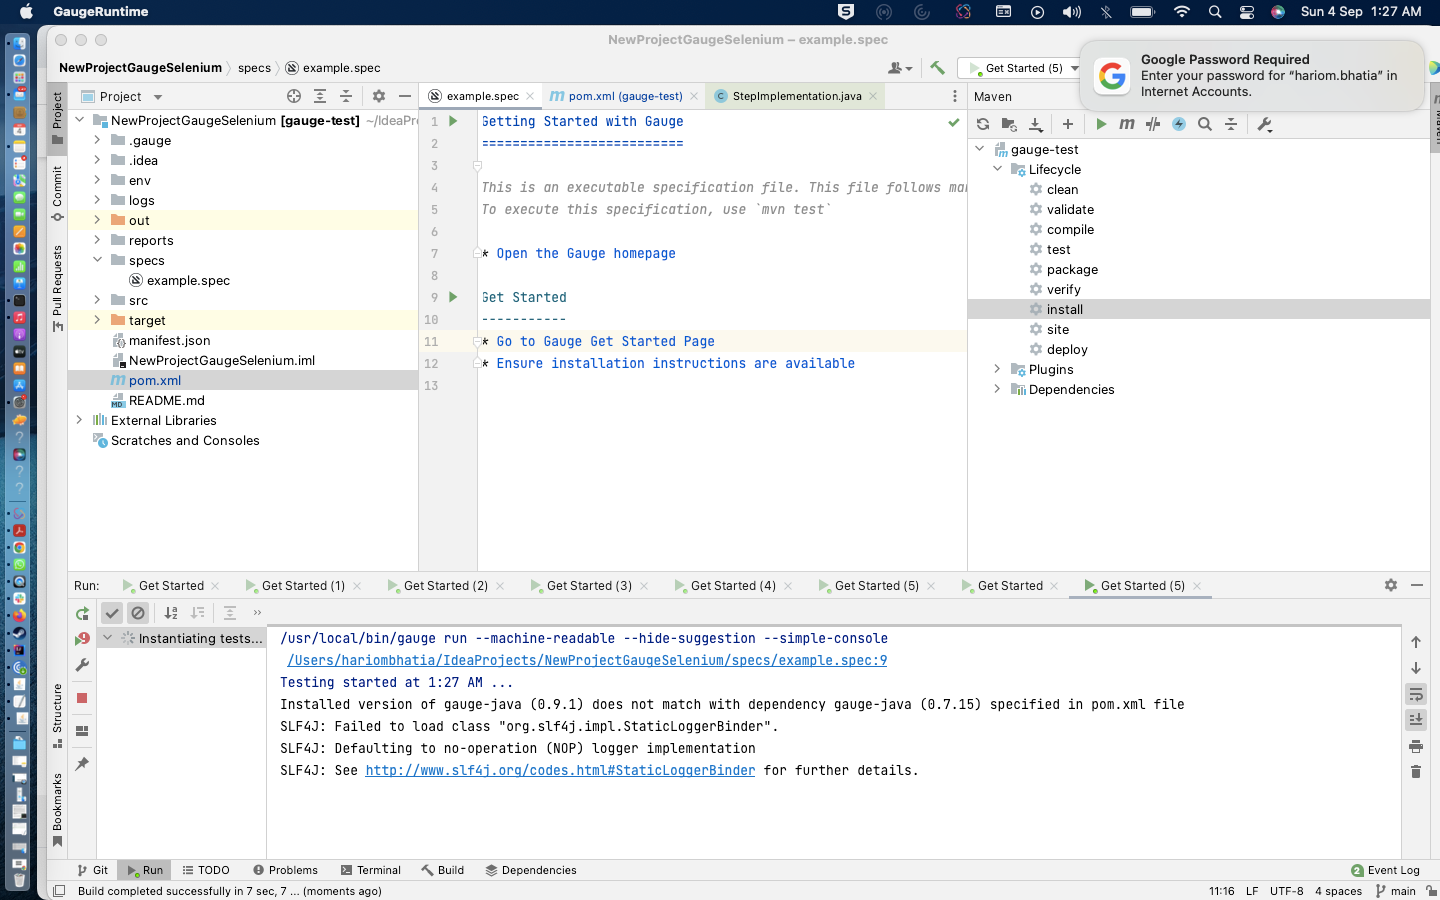 GaugeRuntime
Sun 4 Sep 1:27 AM
NewProjectGaugeSelenium – example.spec
NewProjectGaugeSelenium
specs
example.spec
Get Started (5)
Google Password Required
Enter your password for “hariom.bhatia” in
Internet Accounts.
Project
Commit
Pull Requests
Structure
Bookmarks
Project
NewProjectGaugeSelenium [gauge-test] ~/IdeaPro
.gauge
.idea
env
logs
out
reports
specs
example.spec
src
target
manifest.json
NewProjectGaugeSelenium.iml
pom.xml
README.md
External Libraries
Scratches and Consoles
example.spec
pom.xml (gauge-test)
StepImplementation.java
1 Getting Started with Gauge
2 ==========================
3
4 This is an executable specification file. This file follows mar
5 To execute this specification, use `mvn test`
6
7 * Open the Gauge homepage
8
9 Get Started
10 -----------
11 * Go to Gauge Get Started Page
12 * Ensure installation instructions are available
13
Maven
gauge-test
Lifecycle
clean
validate
compile
test
package
verify
install
site
deploy
Plugins
Dependencies
Run:
Get Started
Get Started (1)
Get Started (2)
Get Started (3)
Get Started (4)
Get Started (5)
Get Started
Get Started (5)
Instantiating tests...
/usr/local/bin/gauge run --machine-readable --hide-suggestion --simple-console
/Users/hariombhatia/IdeaProjects/NewProjectGaugeSelenium/specs/example.spec:9
Testing started at 1:27 AM ...
Installed version of gauge-java (0.9.1) does not match with dependency gauge-java (0.7.15) specified in pom.xml file
SLF4J: Failed to load class "org.slf4j.impl.StaticLoggerBinder".
SLF4J: Defaulting to no-operation (NOP) logger implementation
SLF4J: See http://www.slf4j.org/codes.html#StaticLoggerBinder for further details.
Git
Run
TODO
Problems
Terminal
Build
Dependencies
2 Event Log
Build completed successfully in 7 sec, 7 ... (moments ago)
11:16 LF UTF-8 4 spaces main